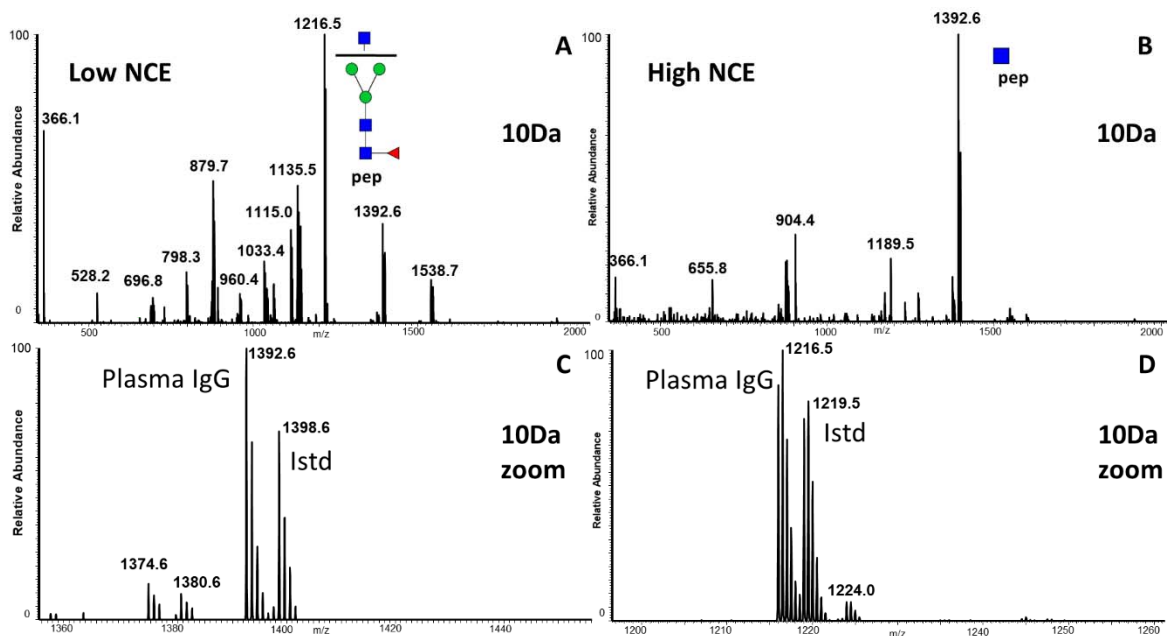 100
Low NCE
1216.5
A
366.1
10Da
879.7
1135.5
pep
1115.0
1392.6
798.3
1033.4
528.2
696.8
960.4
1538.7
Relative Abundance
0
500
1000
m/z
1500
2000
100
High NCE
1392.6
B
pep
10Da
904.4
1189.5
366.1
655.8
Relative Abundance
0
1000
m/z
1500
2000
100
1392.6
C
Plasma IgG
1398.6
10Da
Istd
zoom
1374.6
1380.6
Relative Abundance
0
1360
1380
1400
m/z
1420
1440
100
1216.5
D
Plasma IgG
1219.5
10Da
Istd
zoom
1224.0
Relative Abundance
0
1200
1210
1220
m/z
1230
1240
1250
1260